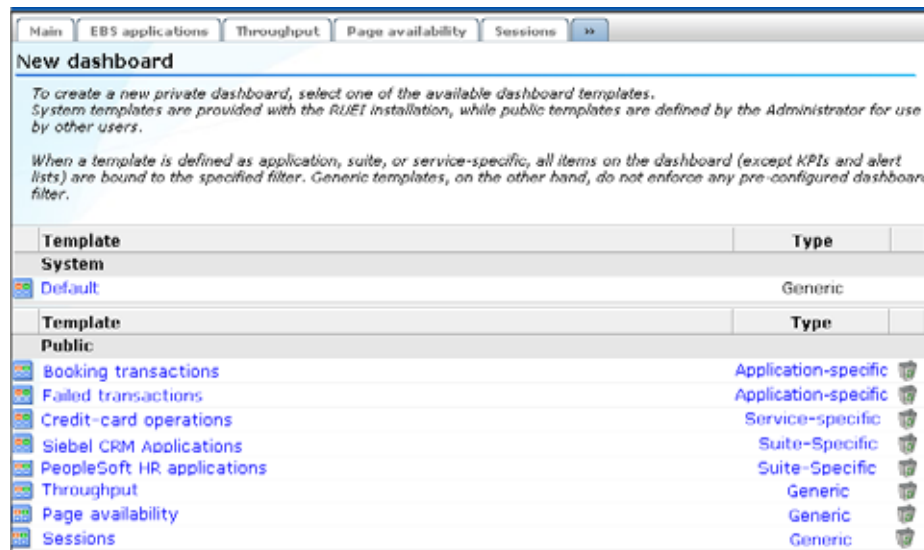 Main EBS applications Throughput Page availability Sessions »
New dashboard
To create a new private dashboard, select one of the available dashboard templates.
System templates are provided with the RUEI installation, while public templates are defined by the Administrator for use
by other users.
When a template is defined as application, suite, or service-specific, all items on the dashboard (except KPIs and alert
lists) are bound to the specified filter. Generic templates, on the other hand, do not enforce any pre-configured dashboard
filter.
Template Type
System
Default Generic
Template Type
Public
Booking transactions Application-specific
Failed transactions Application-specific
Credit-card operations Service-specific
Siebel CRM Applications Suite-Specific
PeopleSoft HR applications Suite-Specific
Throughput Generic
Page availability Generic
Sessions Generic